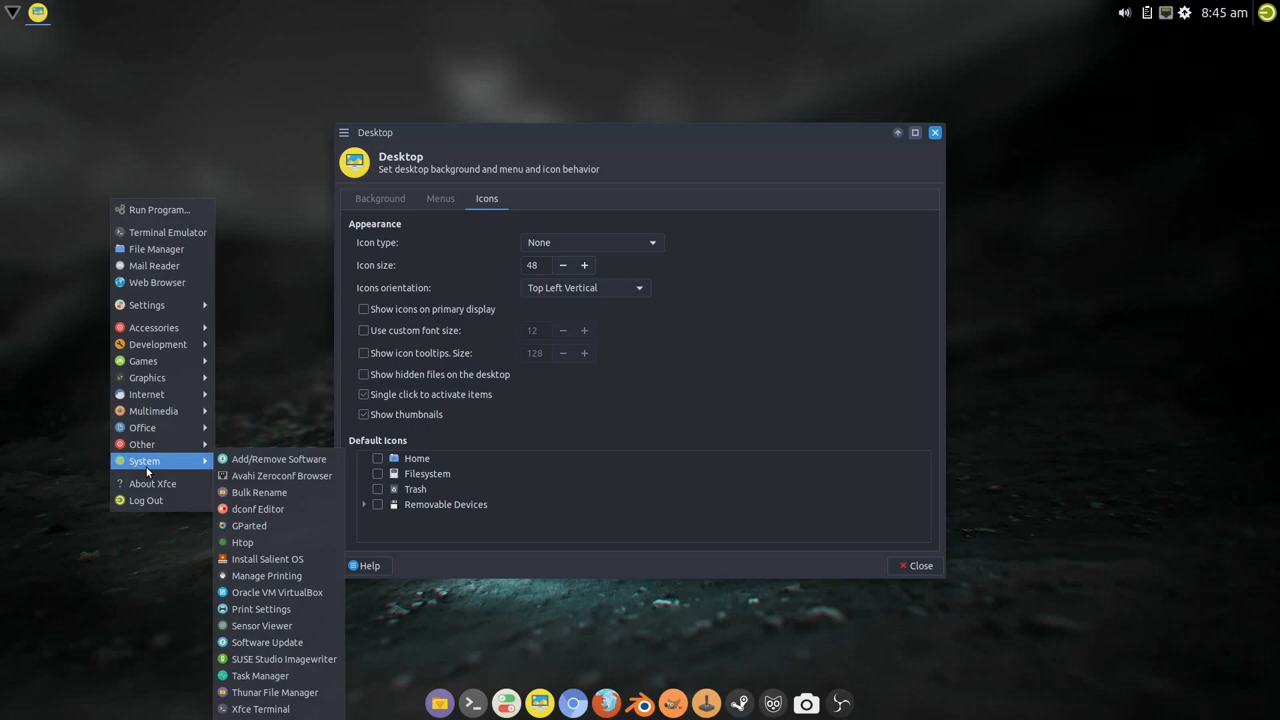 8:45 am
Desktop
Desktop
Set desktop background and menu and icon behavior
Background Menus Icons
Appearance
Icon type: None
Icon size: 48
Icons orientation: Top Left Vertical
Show icons on primary display
Use custom font size: 12
Show icon tooltips. Size: 128
Show hidden files on the desktop
Single click to activate items
Show thumbnails
Default Icons
Home
Filesystem
Trash
Removable Devices
Help Close
Run Program...
Terminal Emulator
File Manager
Mail Reader
Web Browser
Settings
Accessories
Development
Games
Graphics
Internet
Multimedia
Office
Other
System
About Xfce
Log Out
Add/Remove Software
Avahi Zeroconf Browser
Bulk Rename
dconf Editor
GParted
Htop
Install Salient OS
Manage Printing
Oracle VM VirtualBox
Print Settings
Sensor Viewer
Software Update
SUSE Studio Imagewriter
Task Manager
Thunar File Manager
Xfce Terminal